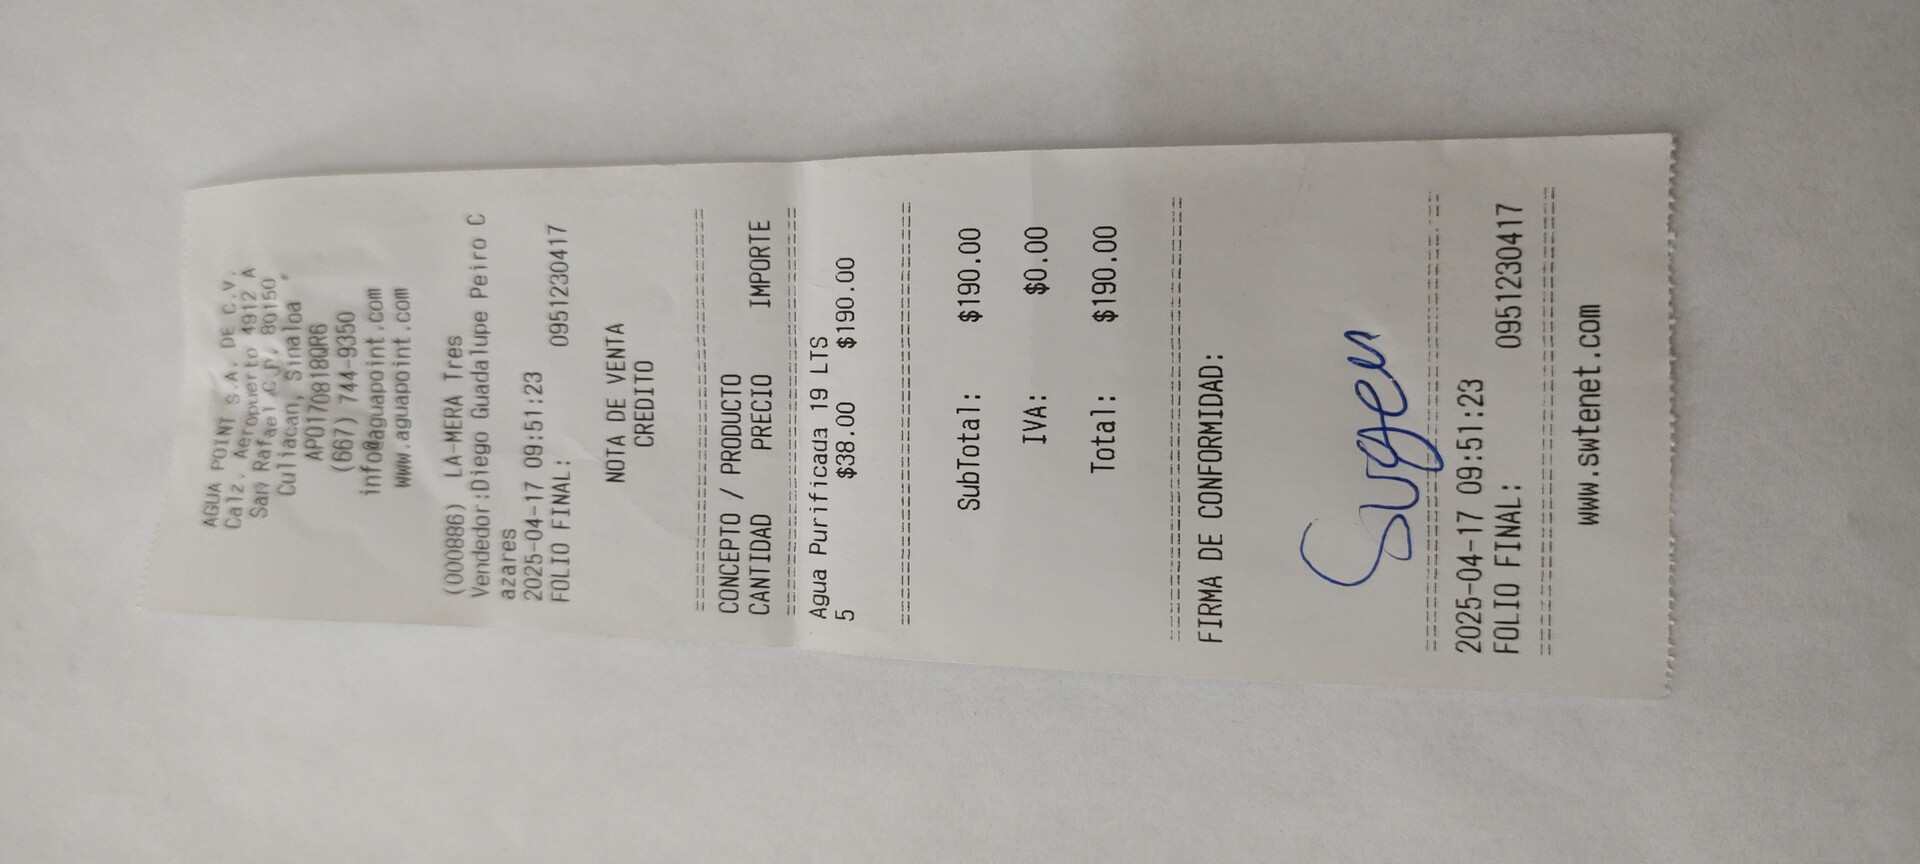 AGUA POINT S.A. DE C.V.
Calz. Aeropuerto 4912 A
San Rafael C.P. 80150
Culiacan, Sinaloa
APO170818QR6
(667) 744-9350
info@aguapoint.com
www.aguapoint.com
(000886) LA-MERA Tres
Vendedor:Diego Guadalupe Peiro C
azares
2025-04-17 09:51:23
FOLIO FINAL: 0951230417
NOTA DE VENTA
CREDITO
================================
CONCEPTO / PRODUCTO
CANTIDAD PRECIO IMPORTE
================================
Agua Purificada 19 LTS
5 $38.00 $190.00
================================
SubTotal: $190.00
IVA: $0.00
Total: $190.00
================================
FIRMA DE CONFORMIDAD:
================================
2025-04-17 09:51:23
FOLIO FINAL: 0951230417
================================
www.swtenet.com